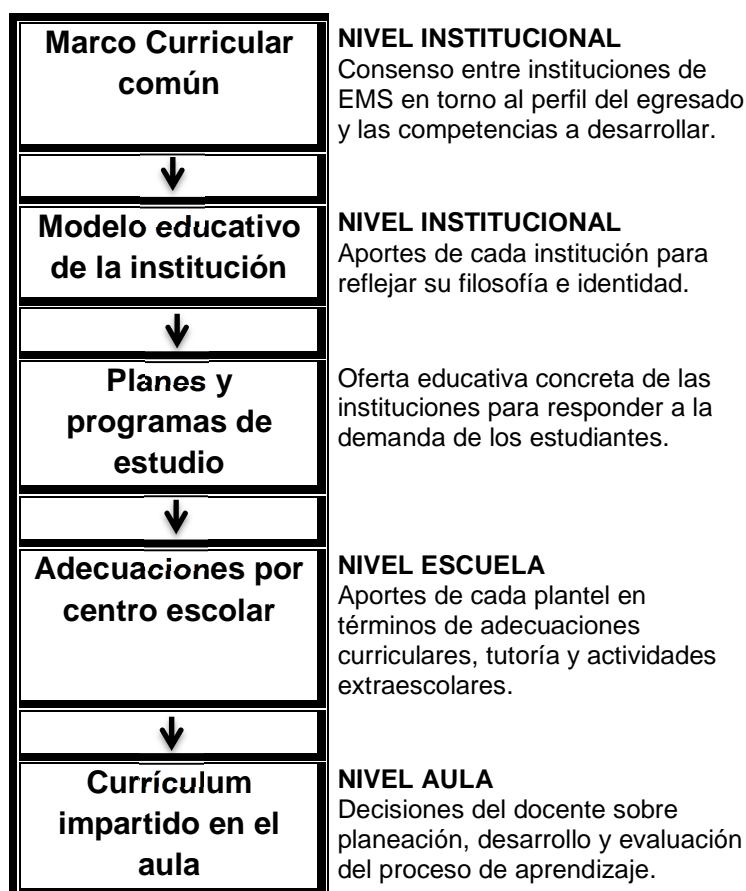 Marco Curricular
común
NIVEL INSTITUCIONAL
Consenso entre instituciones de
EMS en torno al perfil del egresado
y las competencias a desarrollar.
Modelo educativo
de la institución
NIVEL INSTITUCIONAL
Aportes de cada institución para
reflejar su filosofía e identidad.
Planes y
programas de
estudio
Oferta educativa concreta de las
instituciones para responder a la
demanda de los estudiantes.
Adecuaciones por
centro escolar
NIVEL ESCUELA
Aportes de cada plantel en
términos de adecuaciones
curriculares, tutoría y actividades
extraescolares.
Currículum
impartido en el
aula
NIVEL AULA
Decisiones del docente sobre
planeación, desarrollo y evaluación
del proceso de aprendizaje.